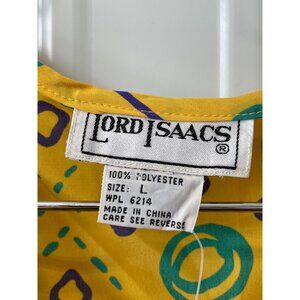 LORD ISAACS ®
100% POLYESTER
SIZE: L
WPL 6214
MADE IN CHINA
CARE SEE REVERSE